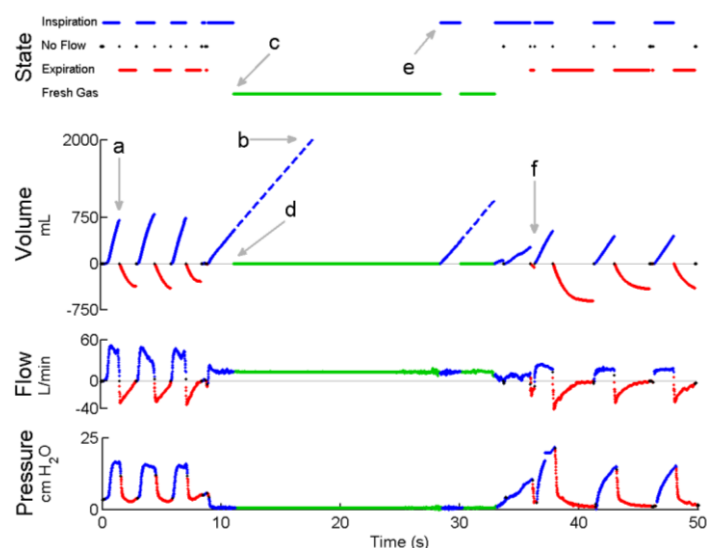 State
Inspiration
No Flow
Expiration
Fresh Gas
c
e
Volume
mL
2000
750
0
-750
a
b
d
f
Flow
L/min
60
0
-40
Pressure
cm H₂O
25
0
0 10 20 30 40 50
Time (s)